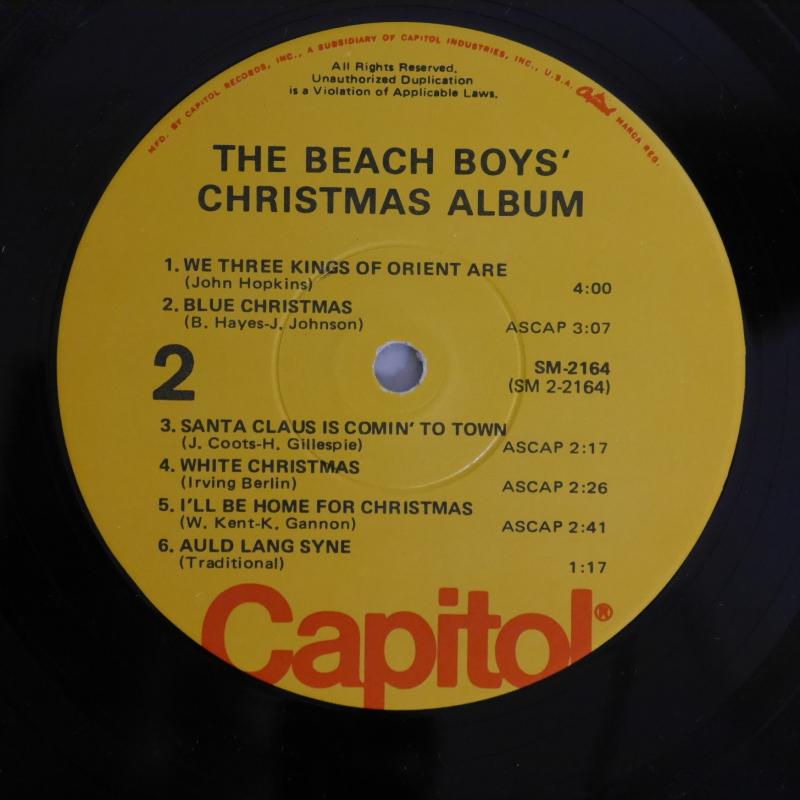 MFD. BY CAPITOL RECORDS, INC., A SUBSIDIARY OF CAPITOL INDUSTRIES, INC., U.S.A. Capitol MARCA REG.
All Rights Reserved.
Unauthorized Duplication
is a Violation of Applicable Laws.
THE BEACH BOYS'
CHRISTMAS ALBUM
1. WE THREE KINGS OF ORIENT ARE
(John Hopkins) 4:00
2. BLUE CHRISTMAS
(B. Hayes-J. Johnson) ASCAP 3:07
2
SM-2164
(SM 2-2164)
3. SANTA CLAUS IS COMIN' TO TOWN
(J. Coots-H. Gillespie) ASCAP 2:17
4. WHITE CHRISTMAS
(Irving Berlin) ASCAP 2:26
5. I'LL BE HOME FOR CHRISTMAS
(W. Kent-K. Gannon) ASCAP 2:41
6. AULD LANG SYNE
(Traditional) 1:17
Capitol®